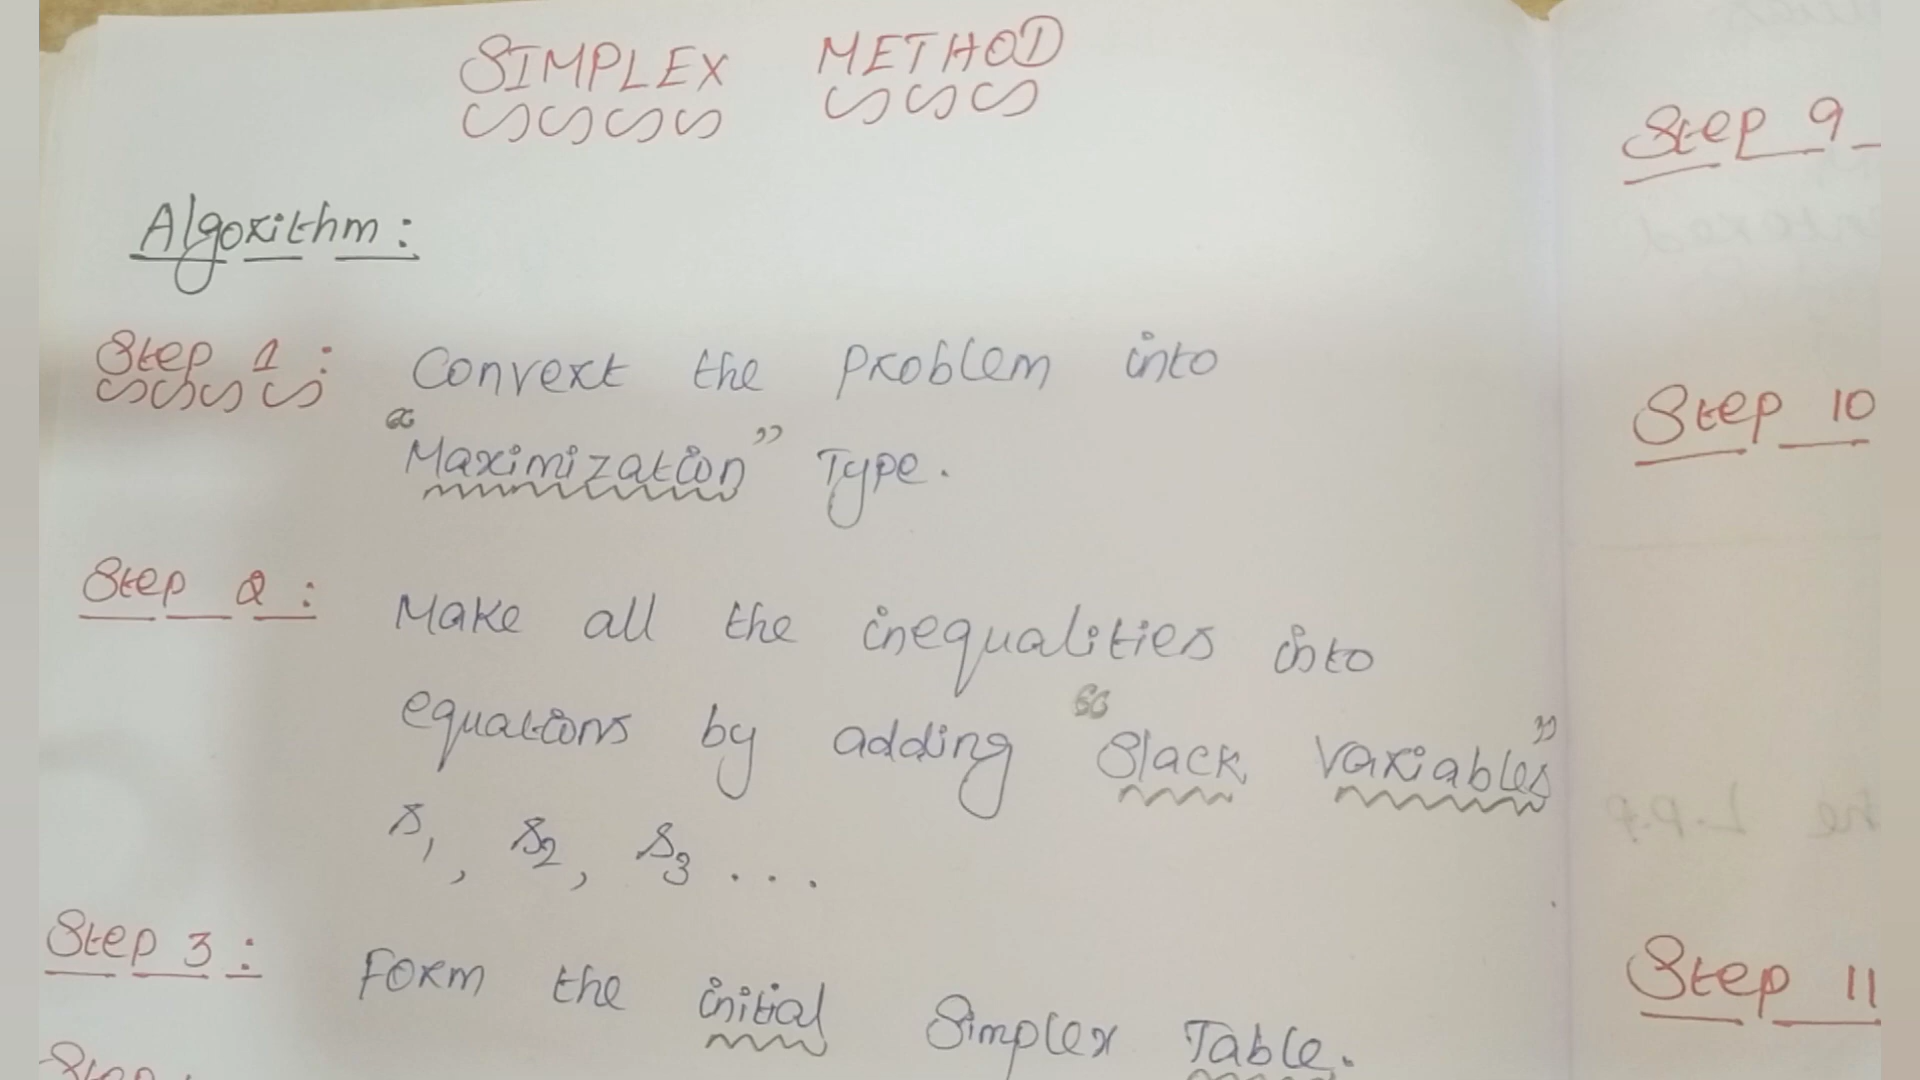 SIMPLEX METHOD
Algorithm :
Step 1 : Convert the problem into
"Maximization" Type.
Step 2 : Make all the inequalities into
equations by adding "Slack Variables"
s1, s2, s3 ...
Step 3 : Form the initial Simplex Table.
Step
Step 9
Step 10
Step 11